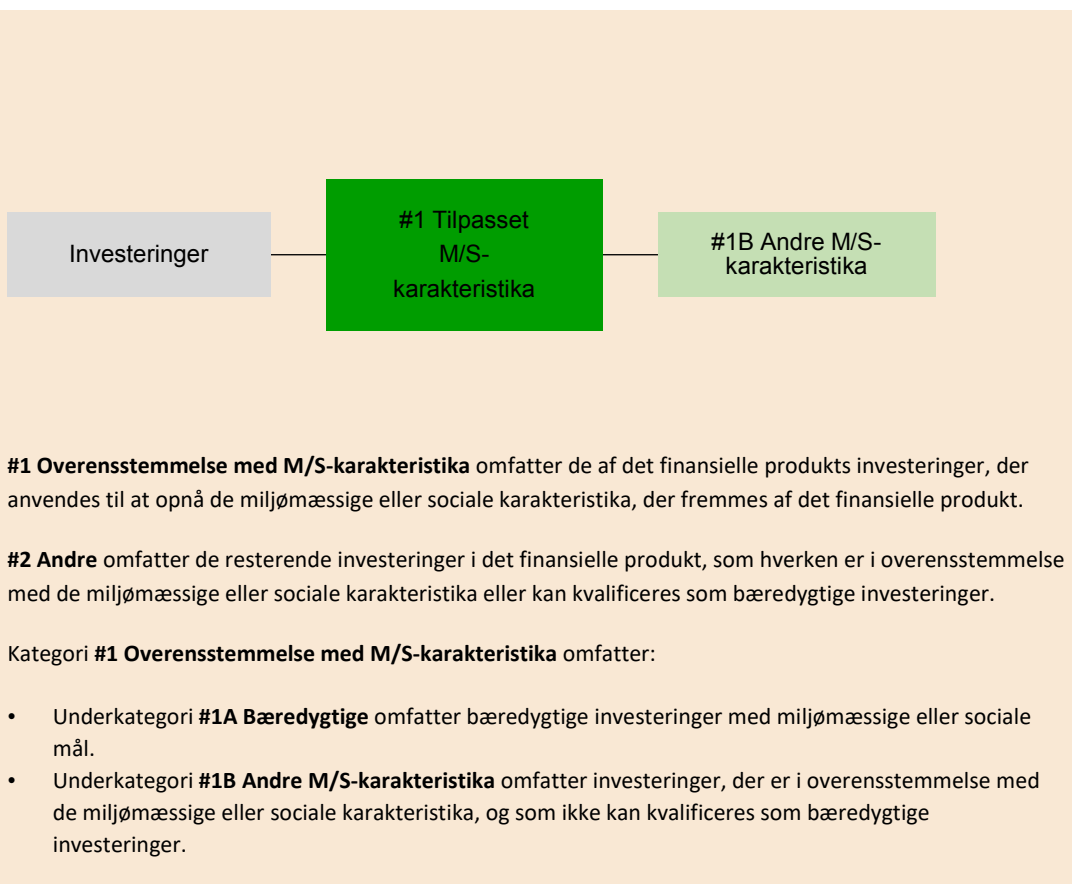 Investeringer
#1 Tilpasset
M/S-
karakteristika
#1B Andre M/S-
karakteristika
#1 Overensstemmelse med M/S-karakteristika omfatter de af det finansielle produkts investeringer, der
anvendes til at opnå de miljømæssige eller sociale karakteristika, der fremmes af det finansielle produkt.
#2 Andre omfatter de resterende investeringer i det finansielle produkt, som hverken er i overensstemmelse
med de miljømæssige eller sociale karakteristika eller kan kvalificeres som bæredygtige investeringer.
Kategori #1 Overensstemmelse med M/S-karakteristika omfatter:
• Underkategori #1A Bæredygtige omfatter bæredygtige investeringer med miljømæssige eller sociale
mål.
• Underkategori #1B Andre M/S-karakteristika omfatter investeringer, der er i overensstemmelse med
de miljømæssige eller sociale karakteristika, og som ikke kan kvalificeres som bæredygtige
investeringer.